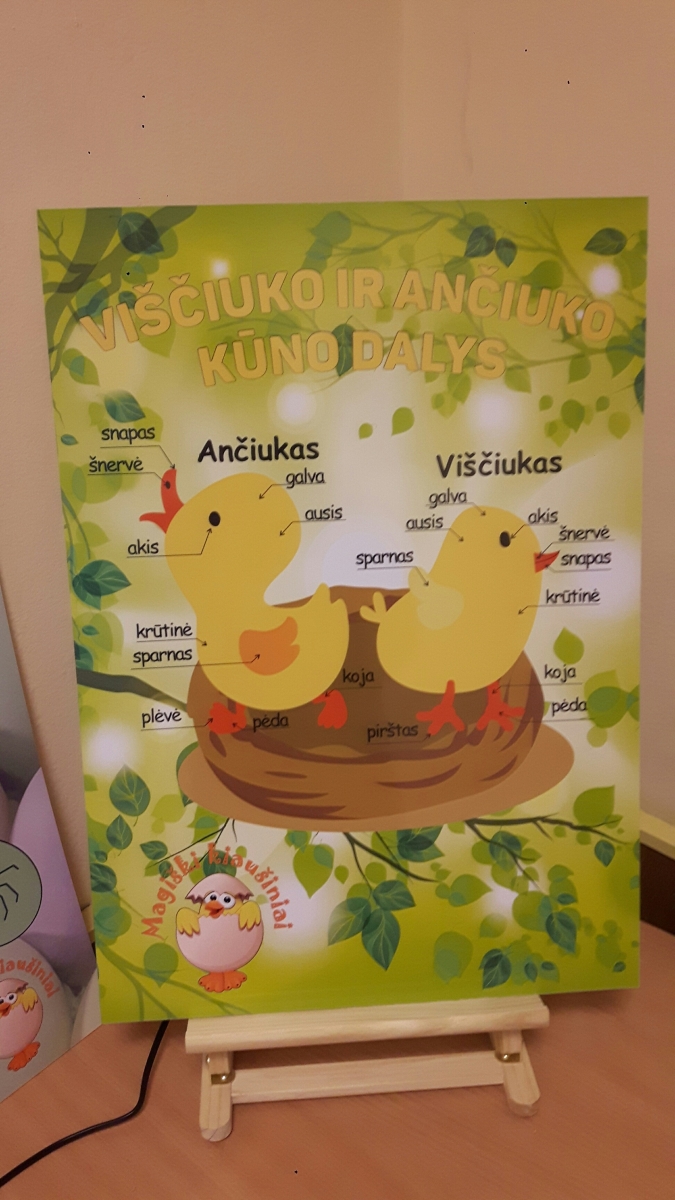 VIŠČIUKO IR ANČIUKO
KŪNO DALYS
Ančiukas
snapas
šnervė
galva
ausis
akis
krūtinė
sparnas
koja
plėvė
pėda
Viščiukas
galva
ausis
akis
šnervė
snapas
sparnas
krūtinė
koja
pėda
pirštas
Magiški kiaušiniai
iaušiniai